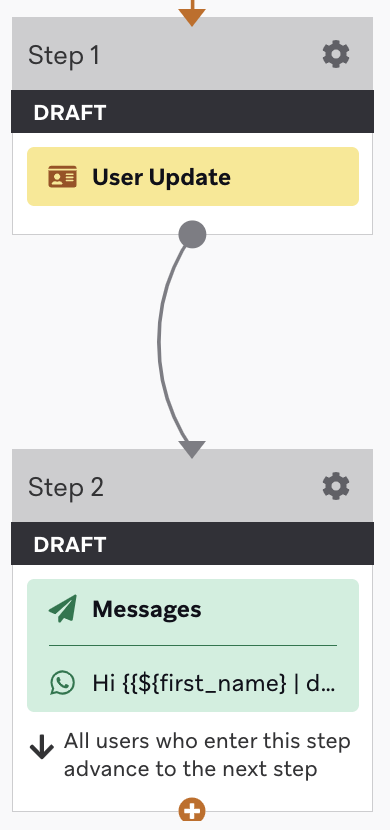 Step 1
DRAFT
User Update
Step 2
DRAFT
Messages
Hi {{${first_name} | d...
All users who enter this step
advance to the next step